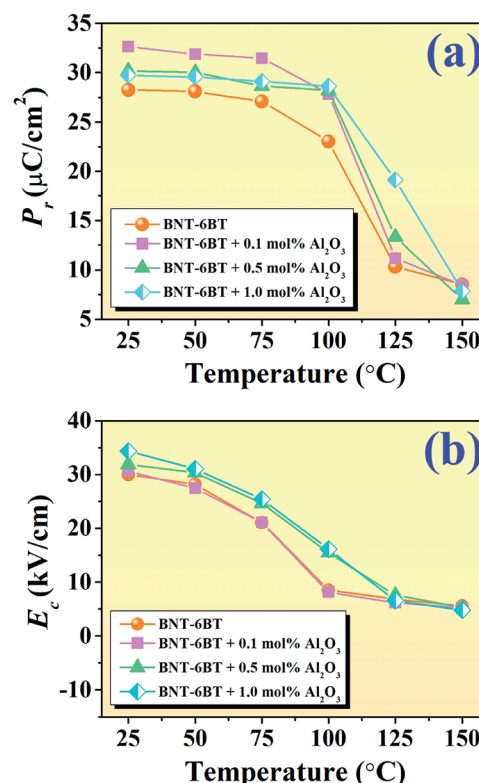 (a)
35
30
25
20
15
10
5
P_r (μC/cm²)
BNT-6BT
BNT-6BT + 0.1 mol% Al₂O₃
BNT-6BT + 0.5 mol% Al₂O₃
BNT-6BT + 1.0 mol% Al₂O₃
25 50 75 100 125 150
Temperature (°C)
(b)
40
30
20
10
0
-10
E_c (kV/cm)
BNT-6BT
BNT-6BT + 0.1 mol% Al₂O₃
BNT-6BT + 0.5 mol% Al₂O₃
BNT-6BT + 1.0 mol% Al₂O₃
25 50 75 100 125 150
Temperature (°C)